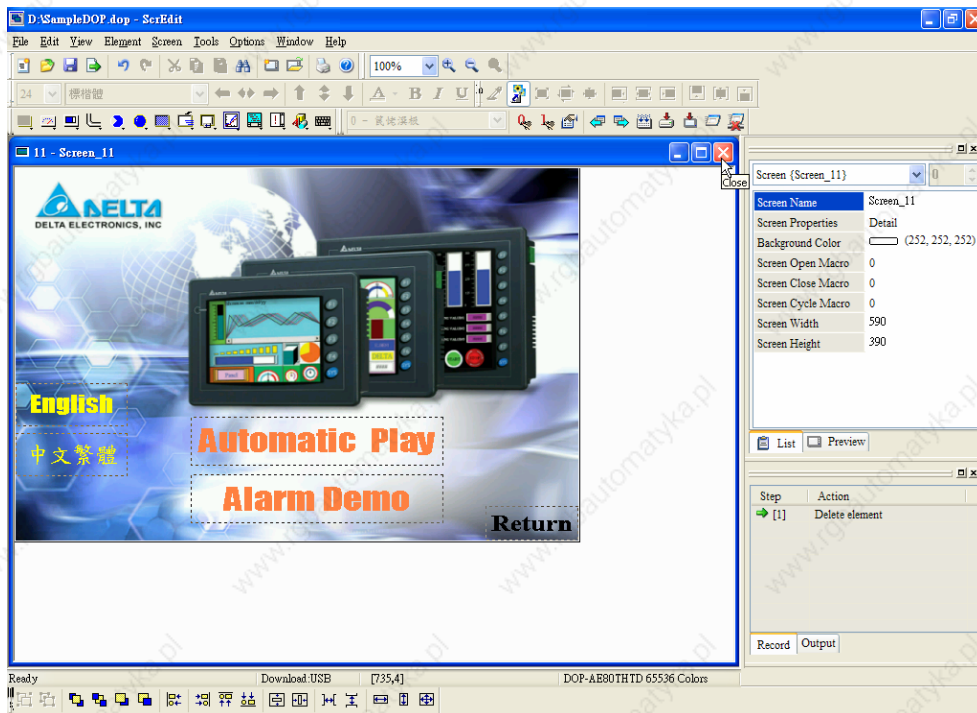 D:\SampleDOP.dop - ScrEdit
File Edit View Element Screen Tools Options Window Help
100%
24 標楷體
A B I U
11 - Screen_11
Close
DELTA
DELTA ELECTRONICS, INC
English
中文繁體
Automatic Play
Alarm Demo
Return
Screen {Screen_11} 0
Screen Name Screen_11
Screen Properties Detail
Background Color (252, 252, 252)
Screen Open Macro 0
Screen Close Macro 0
Screen Cycle Macro 0
Screen Width 590
Screen Height 390
List Preview
Step Action
[1] Delete element
Record Output
Ready Download:USB [735,4] DOP-AE80THTD 65536 Colors
www.rgbautomatyka.pl